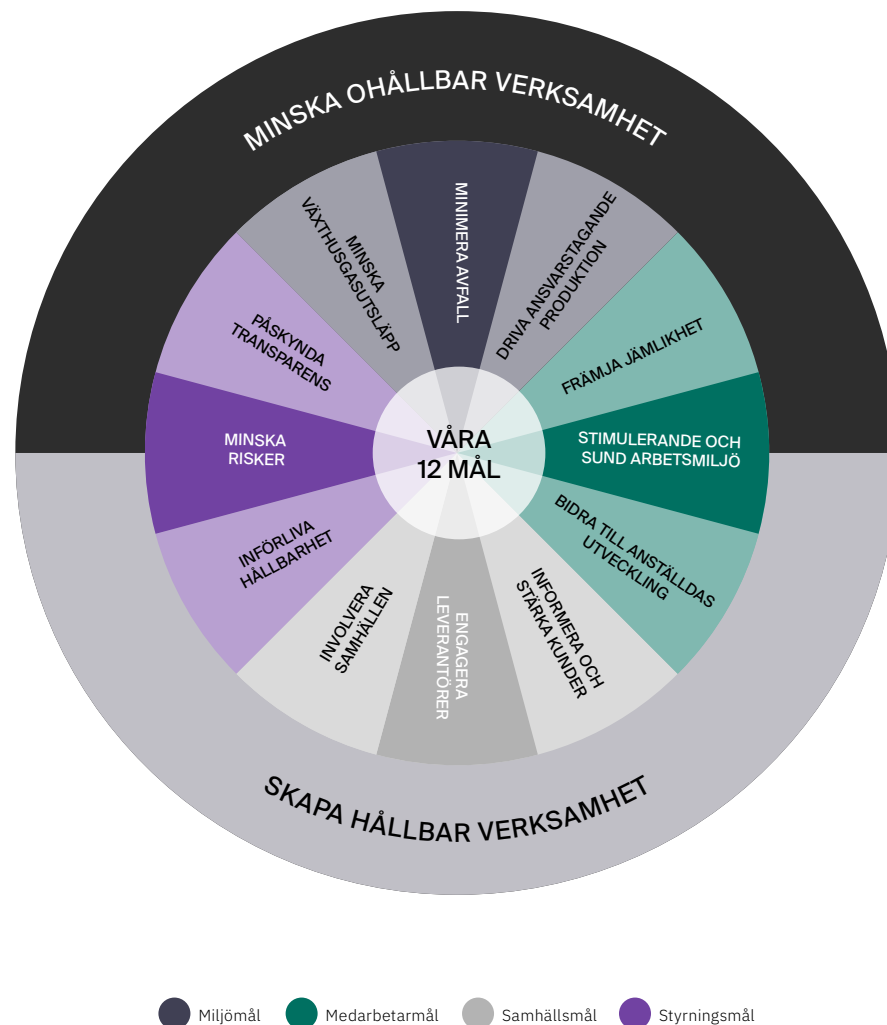 MINSKA OHÅLLBAR VERKSAMHET
MINIMERA AVFALL
DRIVA ANSVARSTAGANDE
PRODUKTION
FRÄMJA JÄMLIKHET
STIMULERANDE OCH
SUND ARBETSMILJÖ
BIDRA TILL ANSTÄLLDAS
UTVECKLING
INFORMERA OCH
STÄRKA KUNDER
ENGAGERA
LEVERANTÖRER
INVOLVERA
SAMHÄLLEN
INFÖRLIVA
HÅLLBARHET
MINSKA
RISKER
PÅSKYNDA
TRANSPARENS
MINSKA
VÄXTHUSGASUTSLÄPP
VÅRA
12 MÅL
SKAPA HÅLLBAR VERKSAMHET
Miljömål Medarbetarmål Samhällsmål Styrningsmål